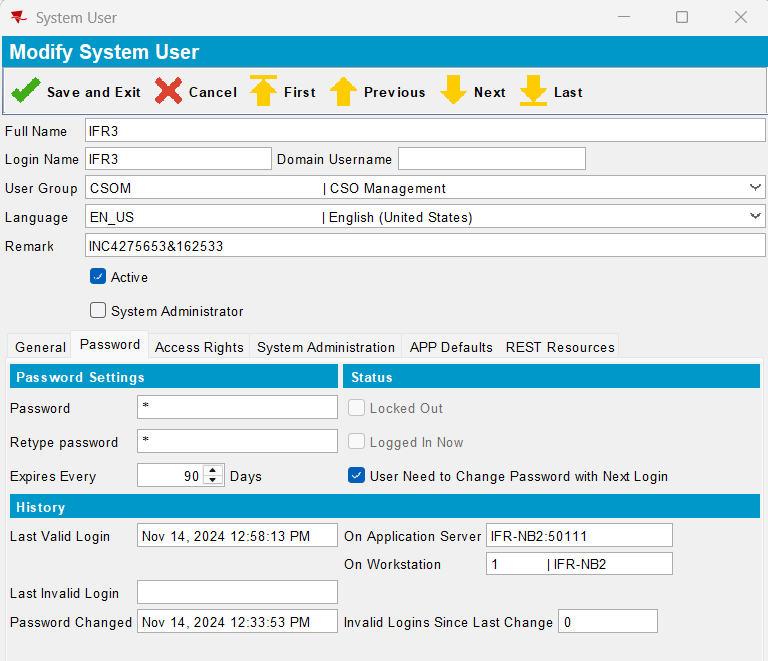 System User
Modify System User
Save and Exit Cancel First Previous Next Last
Full Name IFR3
Login Name IFR3 Domain Username
User Group CSOM | CSO Management
Language EN_US | English (United States)
Remark INC4275653&162533
Active
System Administrator
General Password Access Rights System Administration APP Defaults REST Resources
Password Settings Status
Password * Locked Out
Retype password * Logged In Now
Expires Every 90 Days User Need to Change Password with Next Login
History
Last Valid Login Nov 14, 2024 12:58:13 PM On Application Server IFR-NB2:50111
On Workstation 1 | IFR-NB2
Last Invalid Login
Password Changed Nov 14, 2024 12:33:53 PM Invalid Logins Since Last Change 0